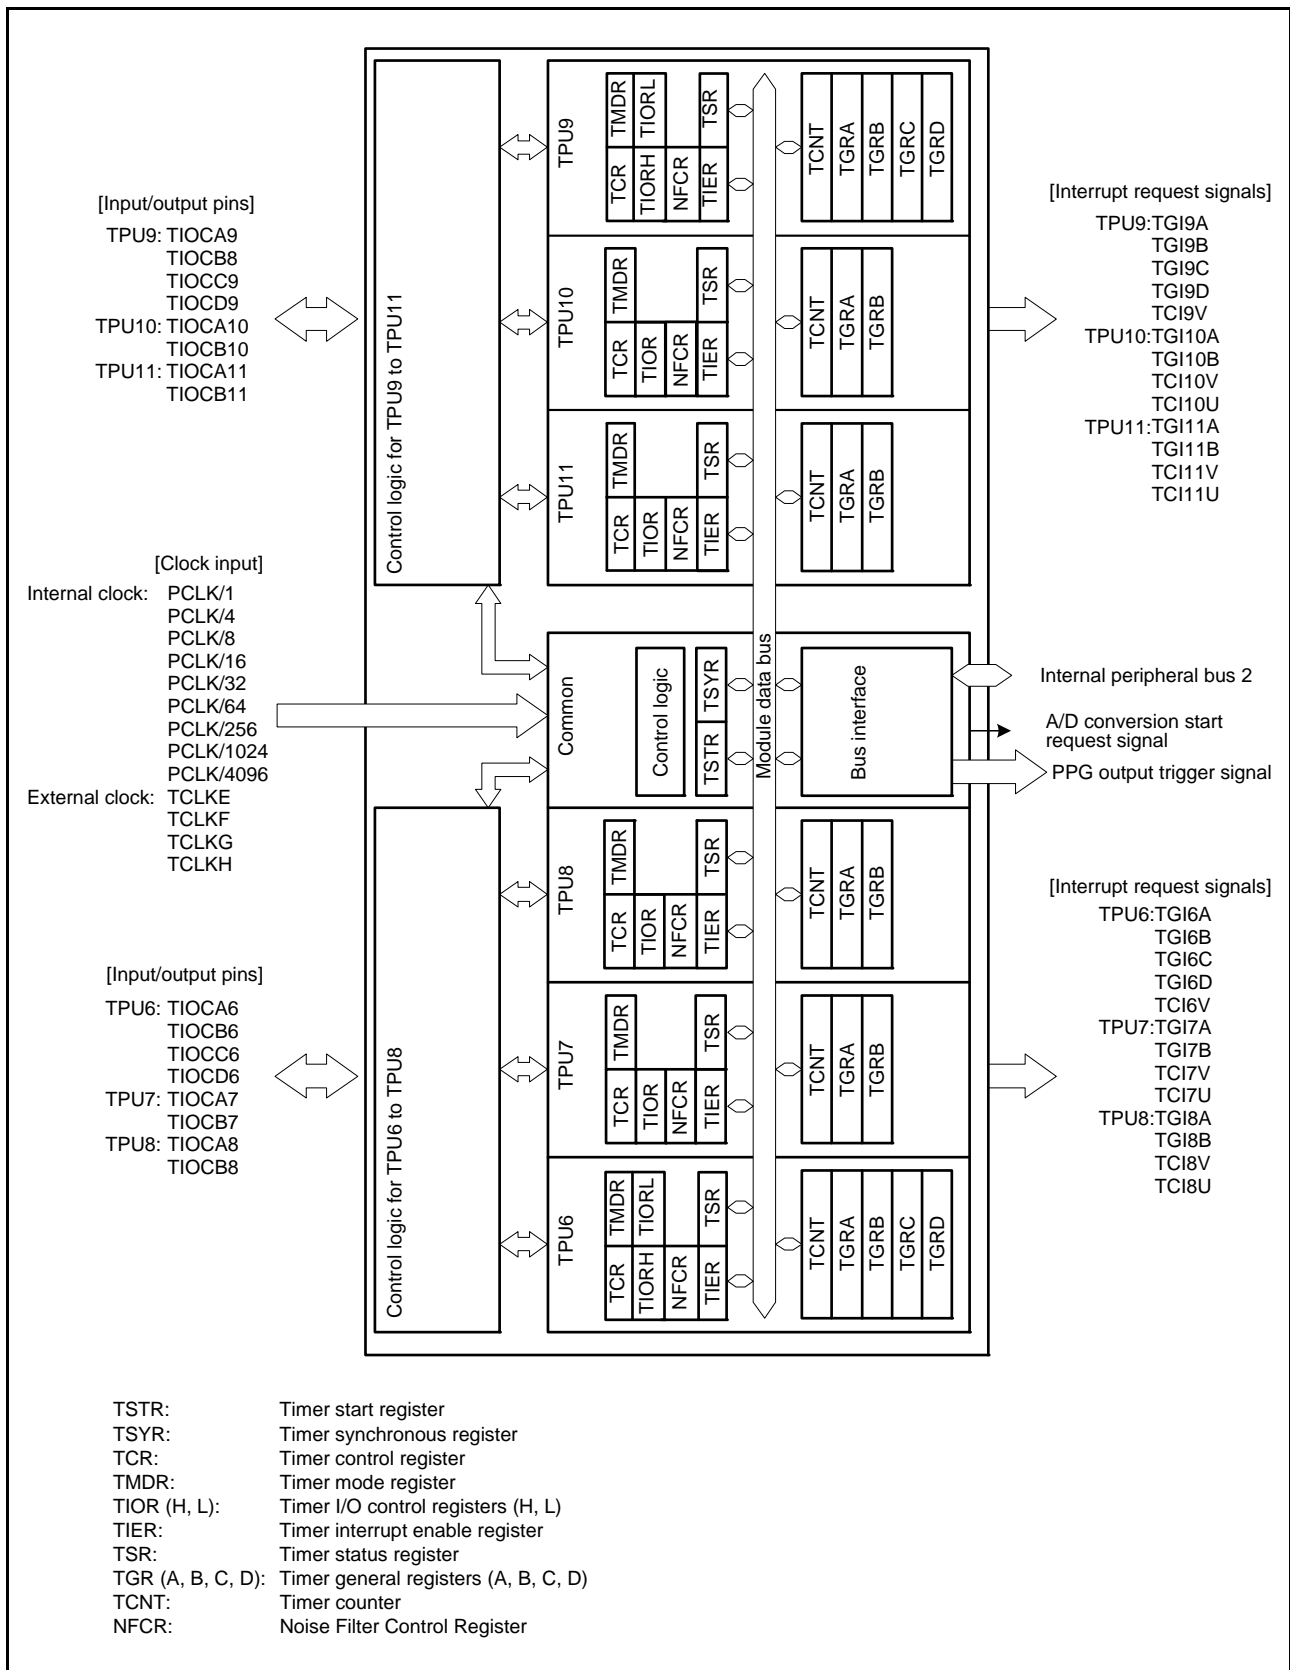 [Input/output pins]
TPU9: TIOCA9
TIOCB8
TIOCC9
TIOCD9
TPU10: TIOCA10
TIOCB10
TPU11: TIOCA11
TIOCB11
[Clock input]
Internal clock: PCLK/1
PCLK/4
PCLK/8
PCLK/16
PCLK/32
PCLK/64
PCLK/256
PCLK/1024
PCLK/4096
External clock: TCLKE
TCLKF
TCLKG
TCLKH
[Input/output pins]
TPU6: TIOCA6
TIOCB6
TIOCC6
TIOCD6
TPU7: TIOCA7
TIOCB7
TPU8: TIOCA8
TIOCB8
Control logic for TPU9 to TPU11
Control logic for TPU6 to TPU8
TPU9
TMDR
TIORL
TSR
TCR
TIORH
NFCR
TIER
TCNT
TGRA
TGRB
TGRC
TGRD
TPU10
TMDR
TSR
TCR
TIOR
NFCR
TIER
TCNT
TGRA
TGRB
TPU11
TMDR
TSR
TCR
TIOR
NFCR
TIER
TCNT
TGRA
TGRB
Common
Control logic
TSYR
TSTR
Module data bus
Bus interface
TPU8
TMDR
TSR
TCR
TIOR
NFCR
TIER
TCNT
TGRA
TGRB
TPU7
TMDR
TSR
TCR
TIOR
NFCR
TIER
TCNT
TGRA
TGRB
TPU6
TMDR
TIORL
TSR
TCR
TIORH
NFCR
TIER
TCNT
TGRA
TGRB
TGRC
TGRD
[Interrupt request signals]
TPU9:TGI9A
TGI9B
TGI9C
TGI9D
TCI9V
TPU10:TGI10A
TGI10B
TCI10V
TCI10U
TPU11:TGI11A
TGI11B
TCI11V
TCI11U
Internal peripheral bus 2
A/D conversion start
request signal
PPG output trigger signal
[Interrupt request signals]
TPU6:TGI6A
TGI6B
TGI6C
TGI6D
TCI6V
TPU7:TGI7A
TGI7B
TCI7V
TCI7U
TPU8:TGI8A
TGI8B
TCI8V
TCI8U
TSTR: Timer start register
TSYR: Timer synchronous register
TCR: Timer control register
TMDR: Timer mode register
TIOR (H, L): Timer I/O control registers (H, L)
TIER: Timer interrupt enable register
TSR: Timer status register
TGR (A, B, C, D): Timer general registers (A, B, C, D)
TCNT: Timer counter
NFCR: Noise Filter Control Register